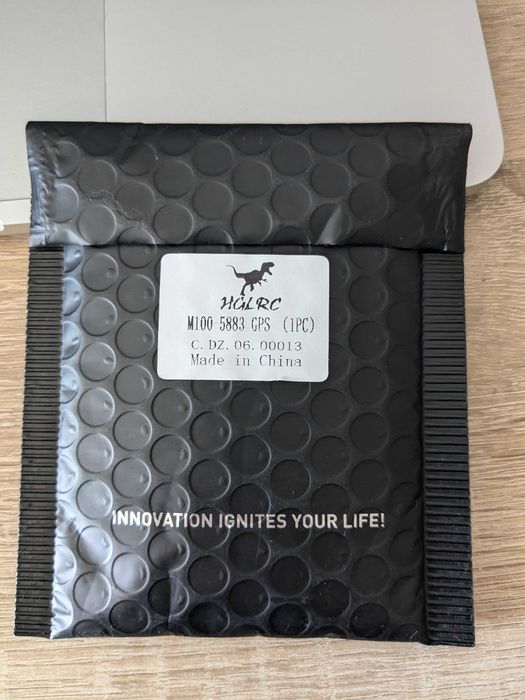 HGLRC
M100-5883 GPS (1PC)
C.DZ.06.00013
Made in China
INNOVATION IGNITES YOUR LIFE!